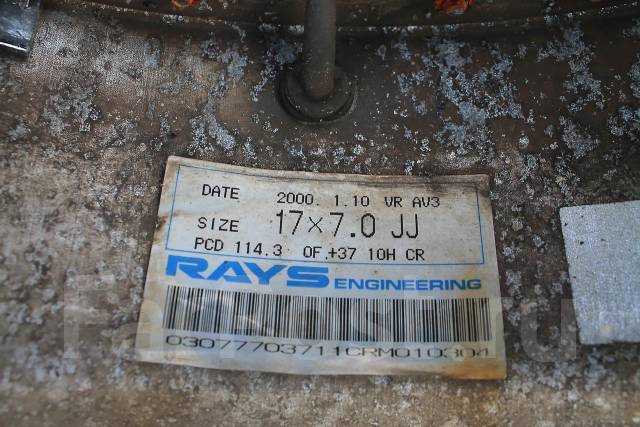 DATE 2000. 1.10 VR AV3
SIZE 17×7.0 JJ
PCD 114.3 OF.+37 10H CR
RAYS ENGINEERING
03077703711CRM010304